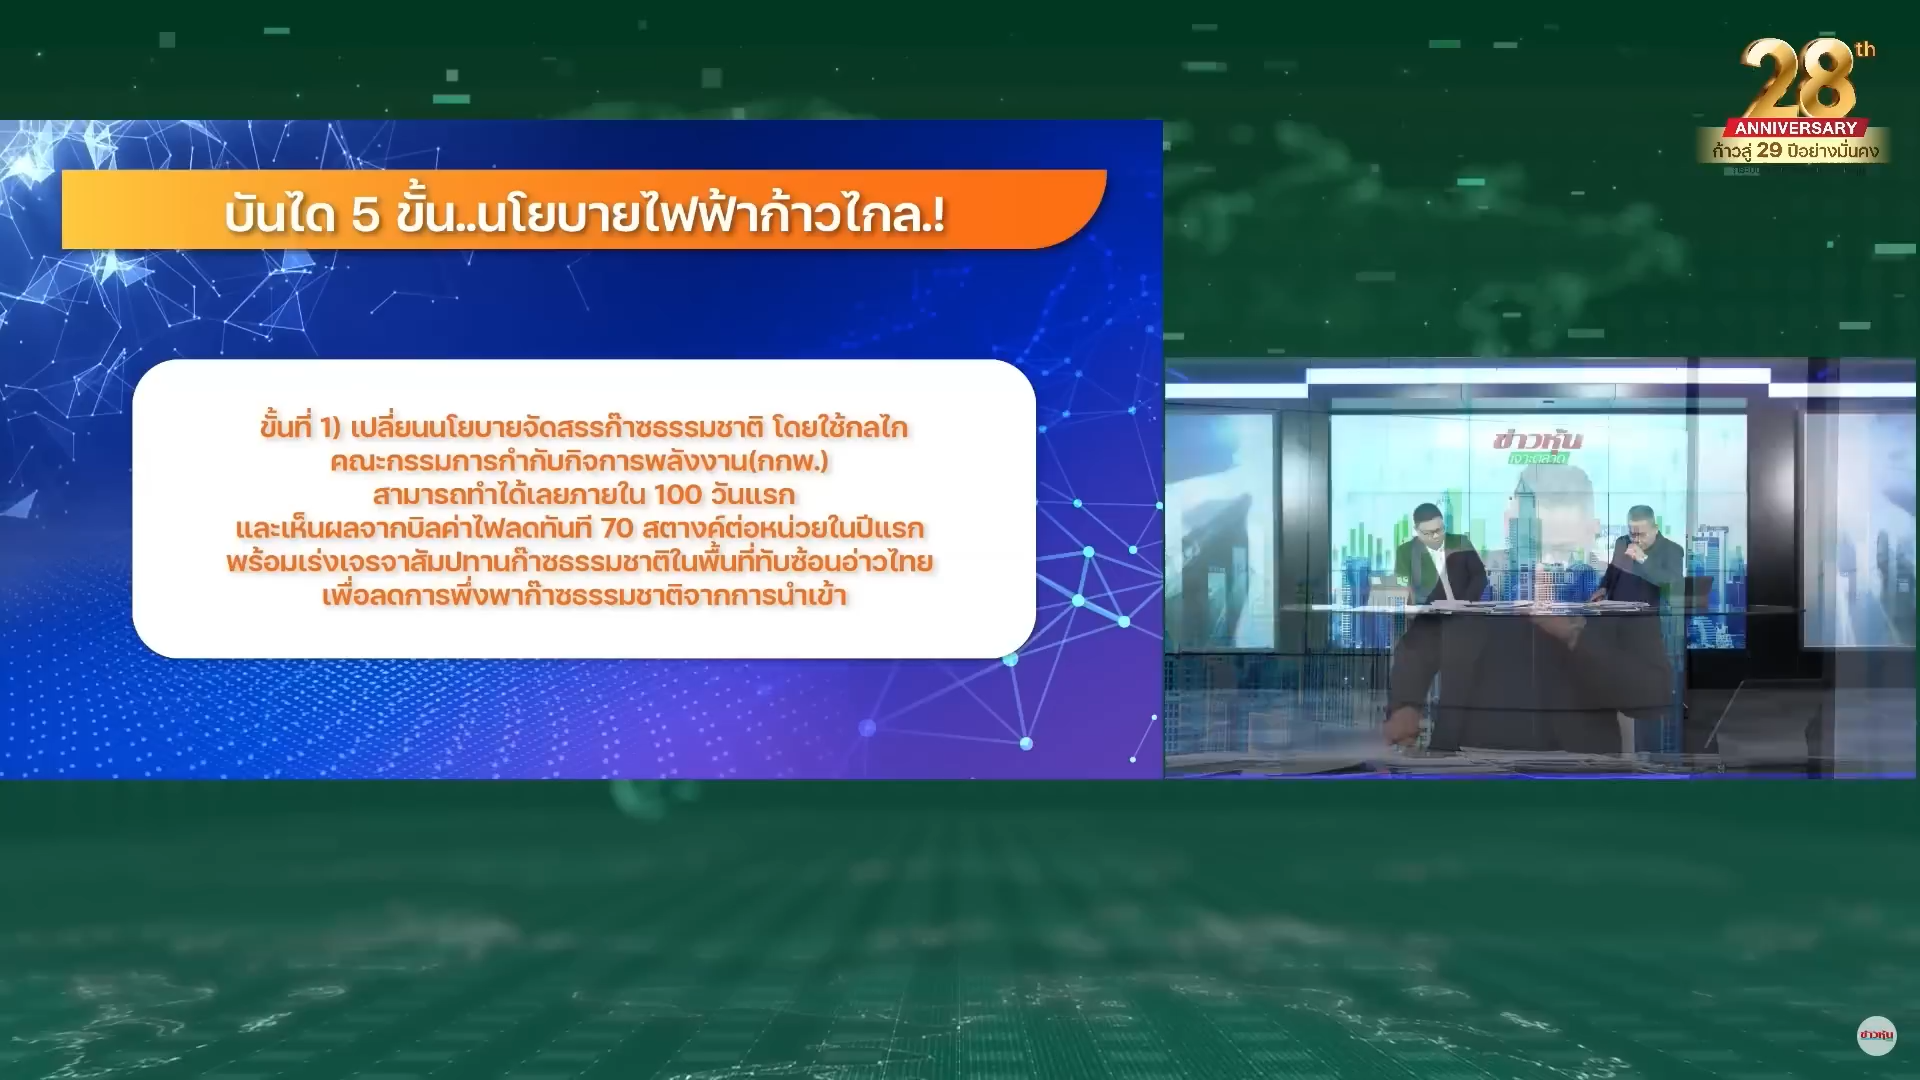 28th
ANNIVERSARY
ก้าวสู่ 29 ปีอย่างมั่นคง
บันได 5 ขั้น..นโยบายไฟฟ้าก้าวไกล.!
ขั้นที่ 1) เปลี่ยนนโยบายจัดสรรก๊าซธรรมชาติ โดยใช้กลไก
คณะกรรมการกำกับกิจการพลังงาน(กกพ.)
สามารถทำได้เลยภายใน 100 วันแรก
และเห็นผลจากบิลค่าไฟลดทันที 70 สตางค์ต่อหน่วยในปีแรก
พร้อมเร่งเจรจาสัมปทานก๊าซธรรมชาติในพื้นที่ทับซ้อนอ่าวไทย
เพื่อลดการพึ่งพาก๊าซธรรมชาติจากการนำเข้า
ข่าวหุ้น
เจาะตลาด
ข่าวหุ้น